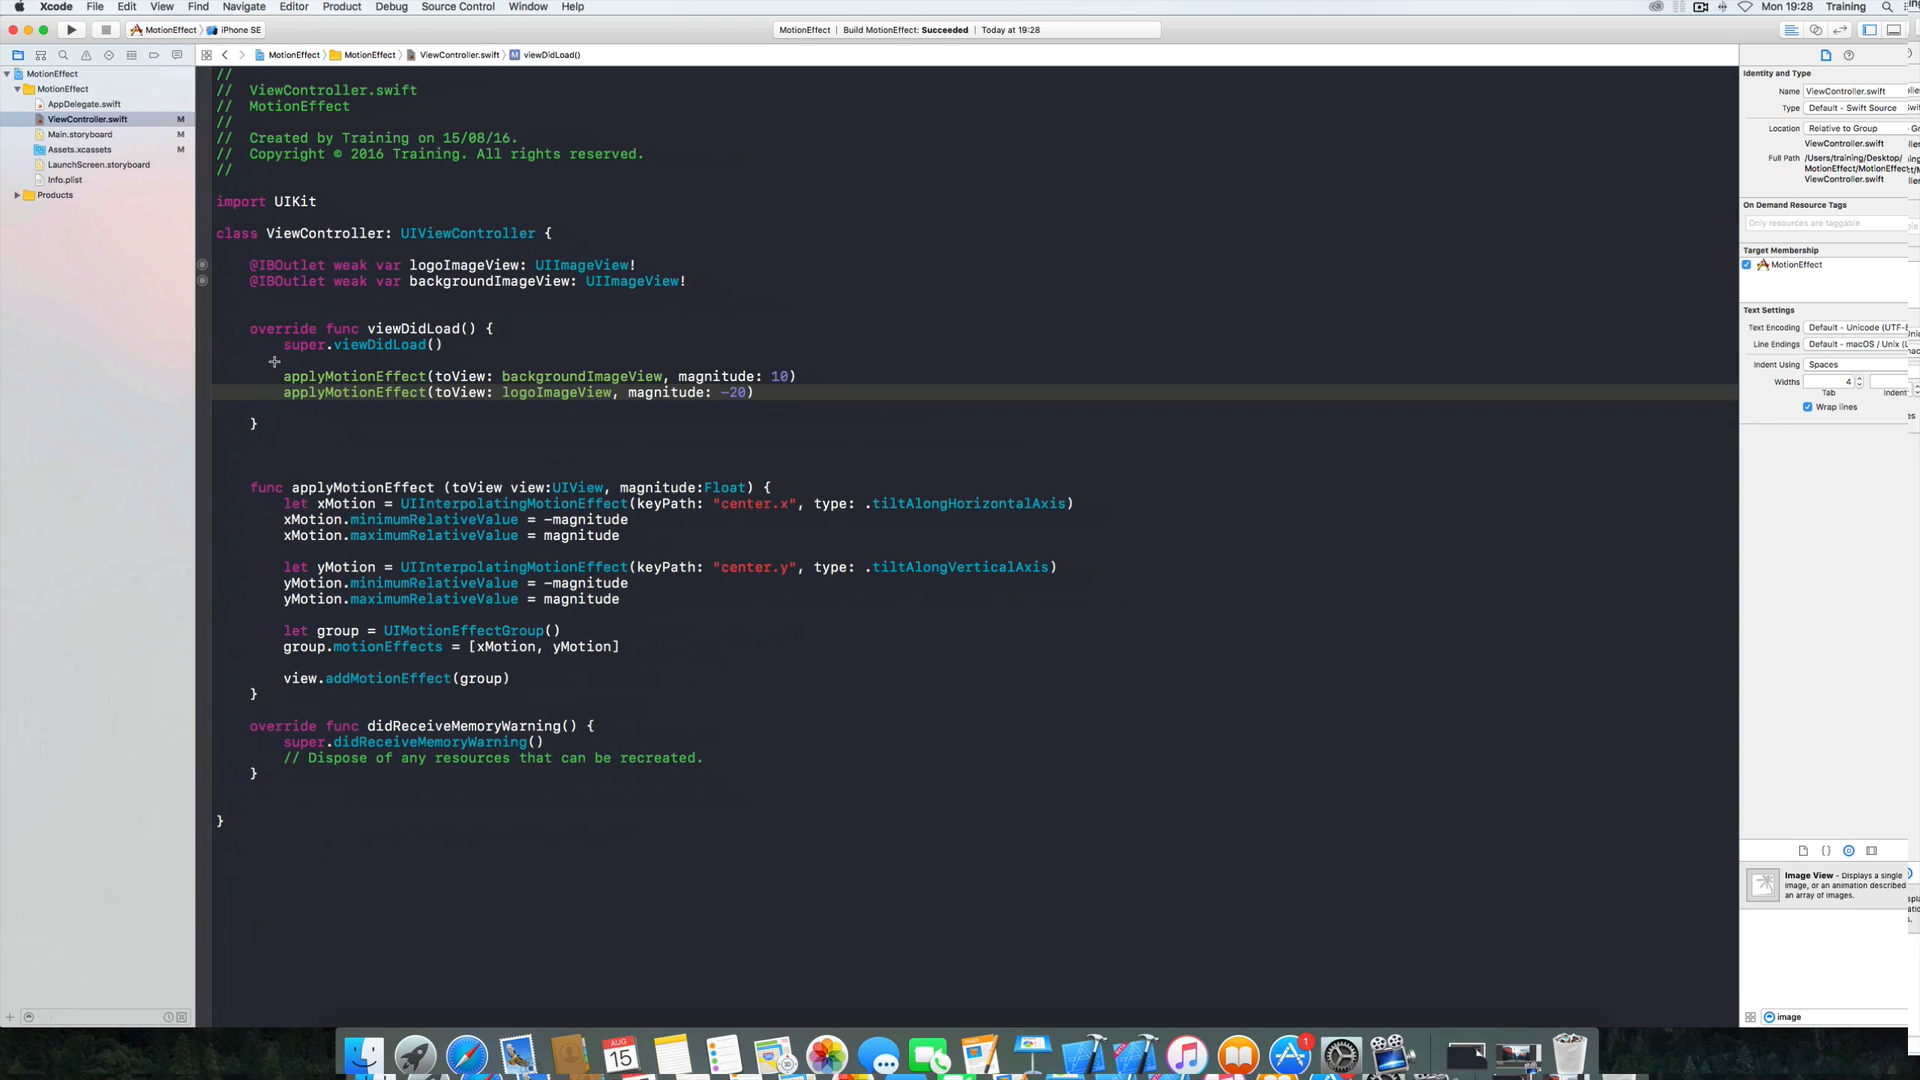 Xcode File Edit View Find Navigate Editor Product Debug Source Control Window Help Mon 19:28 Training
MotionEffect iPhone SE MotionEffect | Build MotionEffect: Succeeded | Today at 19:28
MotionEffect MotionEffect ViewController.swift M viewDidLoad()
MotionEffect
MotionEffect
AppDelegate.swift
ViewController.swift M
Main.storyboard M
Assets.xcassets M
LaunchScreen.storyboard
Info.plist
Products
//
// ViewController.swift
// MotionEffect
//
// Created by Training on 15/08/16.
// Copyright © 2016 Training. All rights reserved.
//
import UIKit
class ViewController: UIViewController {
@IBOutlet weak var logoImageView: UIImageView!
@IBOutlet weak var backgroundImageView: UIImageView!
override func viewDidLoad() {
super.viewDidLoad()
applyMotionEffect(toView: backgroundImageView, magnitude: 10)
applyMotionEffect(toView: logoImageView, magnitude: -20)
}
func applyMotionEffect (toView view:UIView, magnitude:Float) {
let xMotion = UIInterpolatingMotionEffect(keyPath: "center.x", type: .tiltAlongHorizontalAxis)
xMotion.minimumRelativeValue = -magnitude
xMotion.maximumRelativeValue = magnitude
let yMotion = UIInterpolatingMotionEffect(keyPath: "center.y", type: .tiltAlongVerticalAxis)
yMotion.minimumRelativeValue = -magnitude
yMotion.maximumRelativeValue = magnitude
let group = UIMotionEffectGroup()
group.motionEffects = [xMotion, yMotion]
view.addMotionEffect(group)
}
override func didReceiveMemoryWarning() {
super.didReceiveMemoryWarning()
// Dispose of any resources that can be recreated.
}
}
Identity and Type
Name ViewController.swift
Type Default - Swift Source
Location Relative to Group
ViewController.swift
Full Path /Users/training/Desktop/
MotionEffect/MotionEffect/
ViewController.swift
On Demand Resource Tags
Only resources are taggable
Target Membership
MotionEffect
Text Settings
Text Encoding Default - Unicode (UTF-8
Line Endings Default - macOS / Unix (L
Indent Using Spaces
Widths 4
Tab Indent
Wrap lines
{ }
Image View - Displays a single
image, or an animation described
an array of images.
image
AUG
15
1